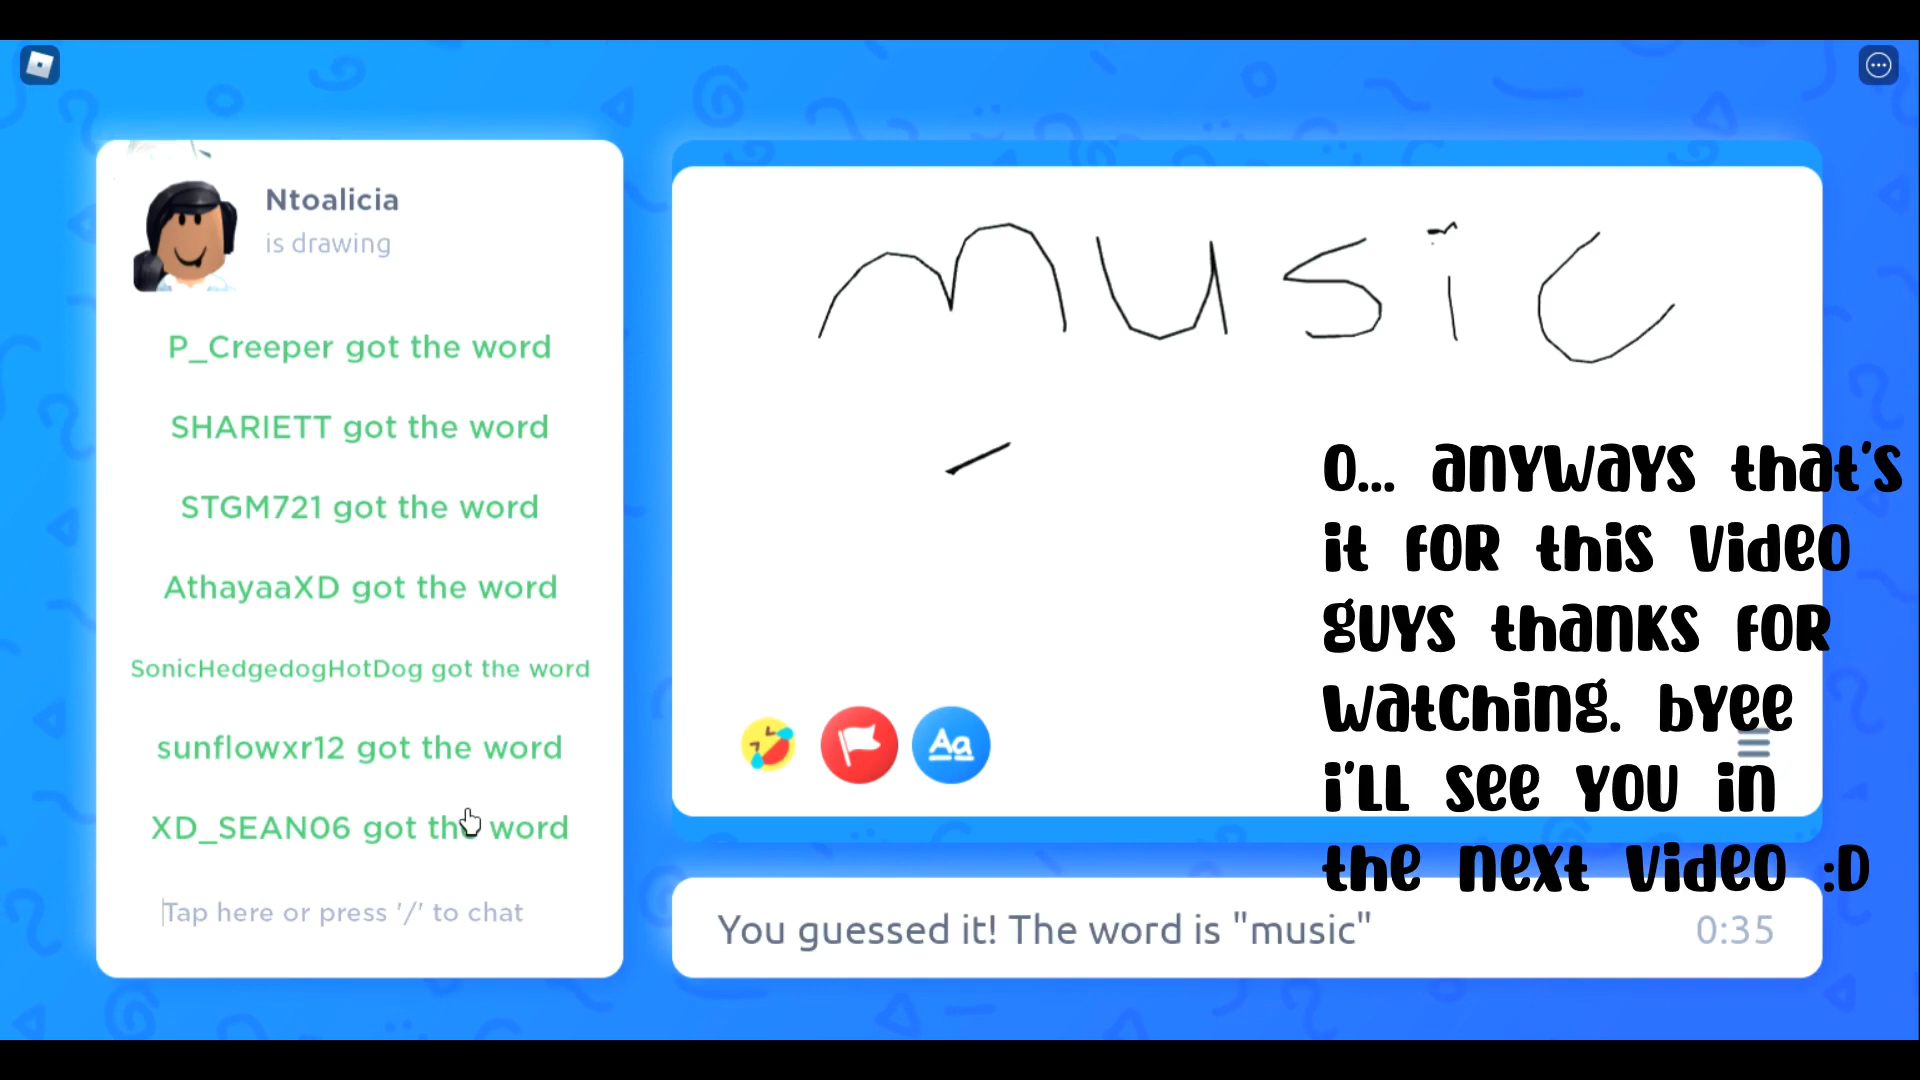 Ntoalicia
is drawing
P_Creeper got the word
SHARIETT got the word
STGM721 got the word
AthayaaXD got the word
SonicHedgedogHotDog got the word
sunflowxr12 got the word
XD_SEAN06 got the word
Tap here or press '/' to chat
music
Aa
o... anyways that's
it for this video
guys thanks for
watching. byee
i'll see you in
the next video :D
You guessed it! The word is "music"
0:35